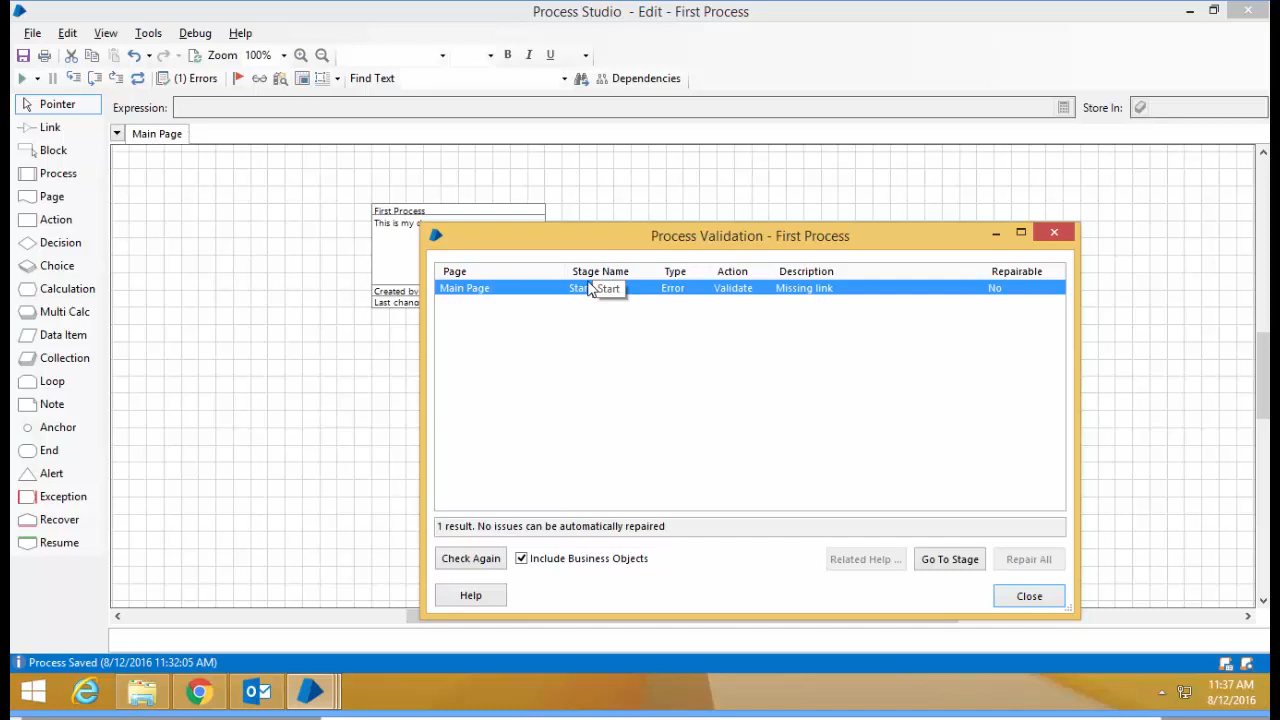 Process Studio - Edit - First Process
File Edit View Tools Debug Help
Zoom 100% B I U
(1) Errors Find Text Dependencies
Pointer Expression: Store In:
Link
Main Page
Block
Process
Page
Action
Decision
Choice
Calculation
Multi Calc
Data Item
Collection
Loop
Note
Anchor
End
Alert
Exception
Recover
Resume
First Process
This is my
Created by
Last chang
Process Validation - First Process
Page Stage Name Type Action Description Repairable
Main Page Start Error Validate Missing link No
Start
1 result. No issues can be automatically repaired
Check Again Include Business Objects Related Help ... Go To Stage Repair All
Help Close
Process Saved (8/12/2016 11:32:05 AM)
11:37 AM
8/12/2016